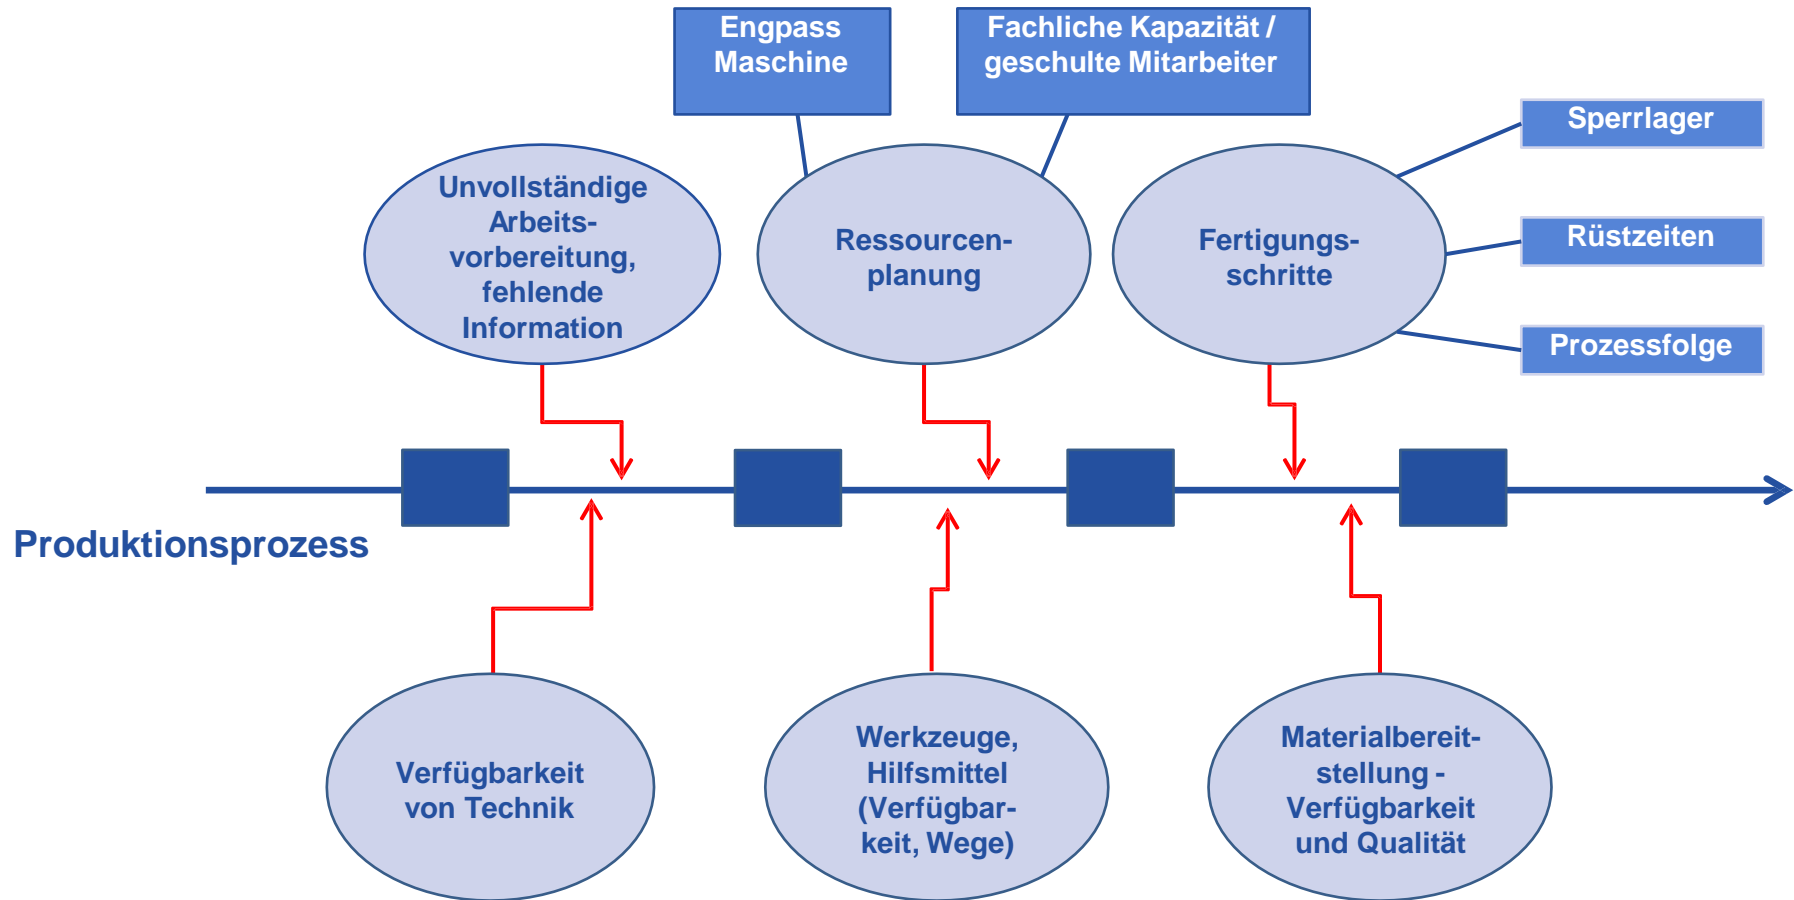 Engpass
Maschine
Fachliche Kapazität /
geschulte Mitarbeiter
Sperrlager
Rüstzeiten
Prozessfolge
Unvollständige
Arbeits-
vorbereitung,
fehlende
Information
Ressourcen-
planung
Fertigungs-
schritte
Produktionsprozess
Verfügbarkeit
von Technik
Werkzeuge,
Hilfsmittel
(Verfügbar-
keit, Wege)
Materialbereit-
stellung -
Verfügbarkeit
und Qualität